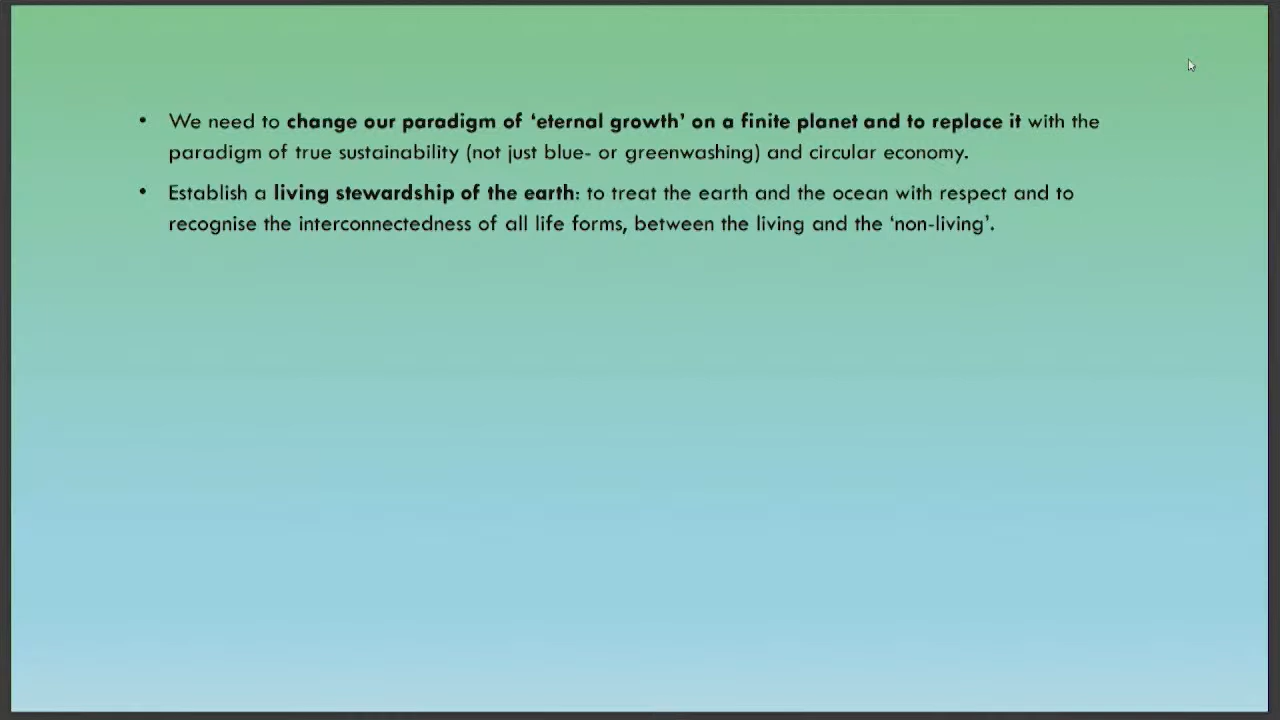 • We need to change our paradigm of ‘eternal growth’ on a finite planet and to replace it with the
paradigm of true sustainability (not just blue- or greenwashing) and circular economy.
• Establish a living stewardship of the earth: to treat the earth and the ocean with respect and to
recognise the interconnectedness of all life forms, between the living and the ‘non-living’.